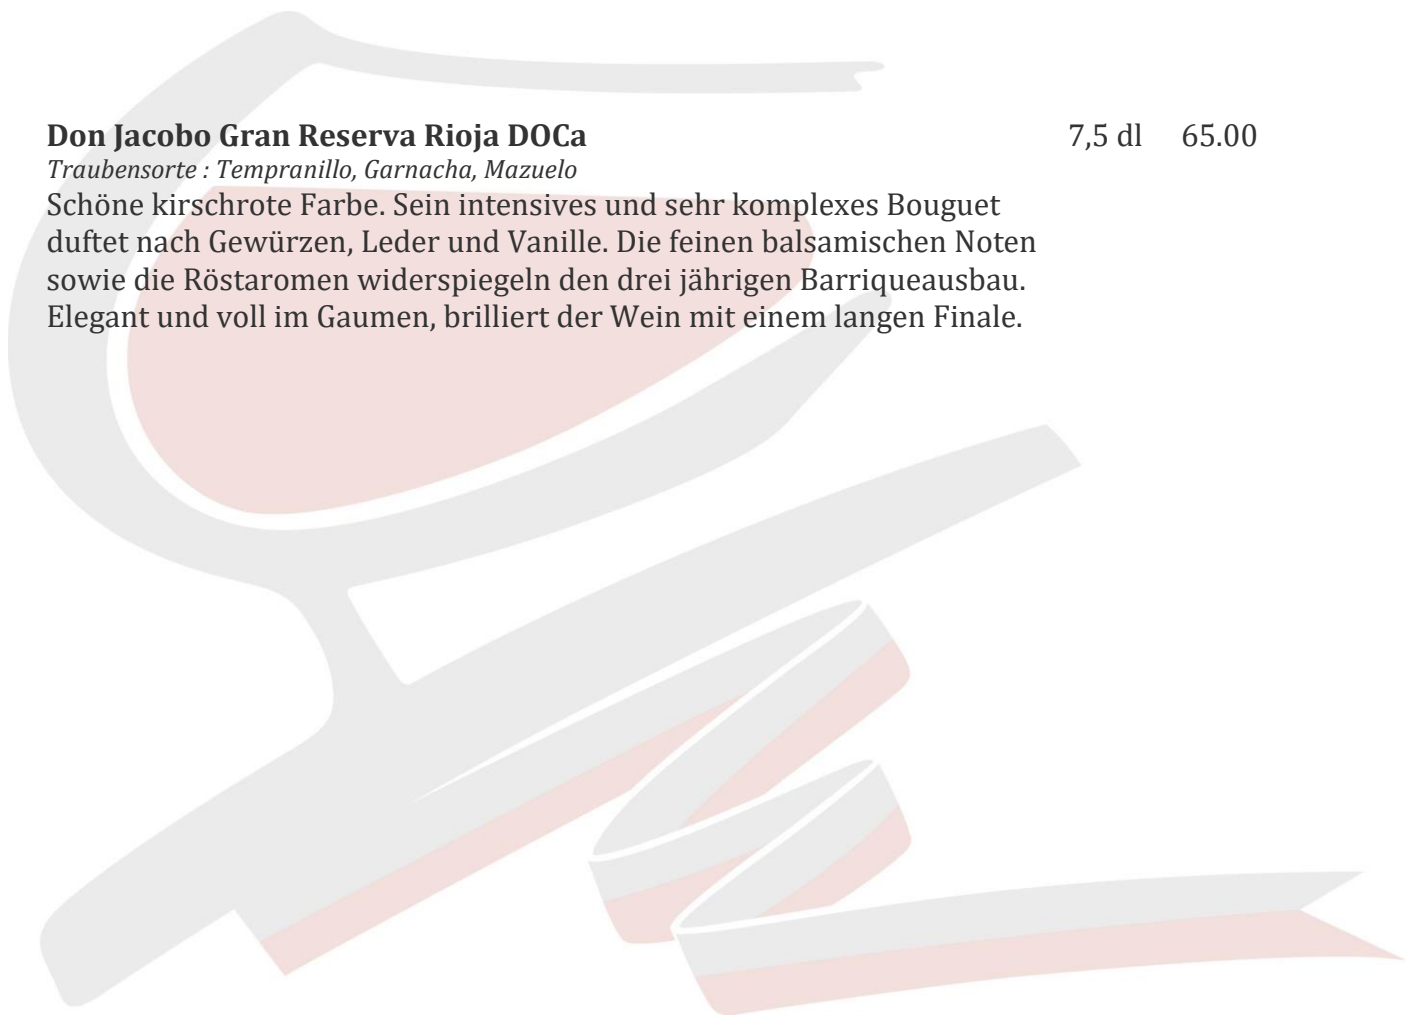 Don Jacobo Gran Reserva Rioja DOCa 7,5 dl 65.00
Traubensorte : Tempranillo, Garnacha, Mazuelo
Schöne kirschrote Farbe. Sein intensives und sehr komplexes Bouguet
duftet nach Gewürzen, Leder und Vanille. Die feinen balsamischen Noten
sowie die Röstaromen widerspiegeln den drei jährigen Barriqueausbau.
Elegant und voll im Gaumen, brilliert der Wein mit einem langen Finale.